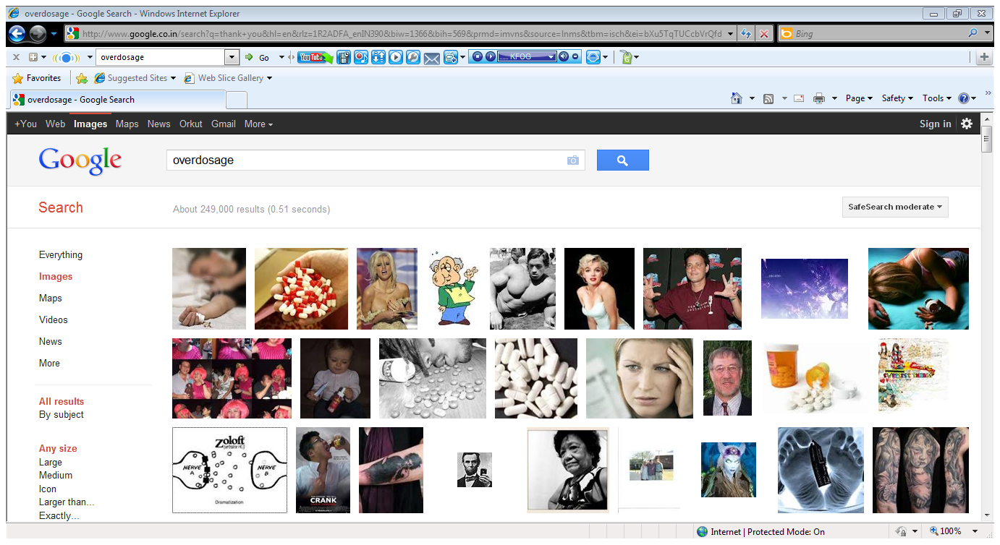 overdosage - Google Search - Windows Internet Explorer
http://www.google.co.in/search?q=thank+you&hl=en&rlz=1R2ADFA_enIN390&biw=1366&bih=569&prmd=imvns&source=lnms&tbm=isch&ei=bXu5TqTUCcbVrQfd
Bing
overdosage Go YouTube KFOG
Favorites Suggested Sites Web Slice Gallery
overdosage - Google Search
Page Safety Tools
+You Web Images Maps News Orkut Gmail More Sign in
Google overdosage
Search About 249,000 results (0.51 seconds) SafeSearch moderate
Everything
Images
Maps
Videos
News
More
All results
By subject
Any size
Large
Medium
Icon
Larger than...
Exactly...
SWEETEST THINGS
Zoloft
NERVE A
NERVE B
Dramatization
CRANK
Internet | Protected Mode: On 100%